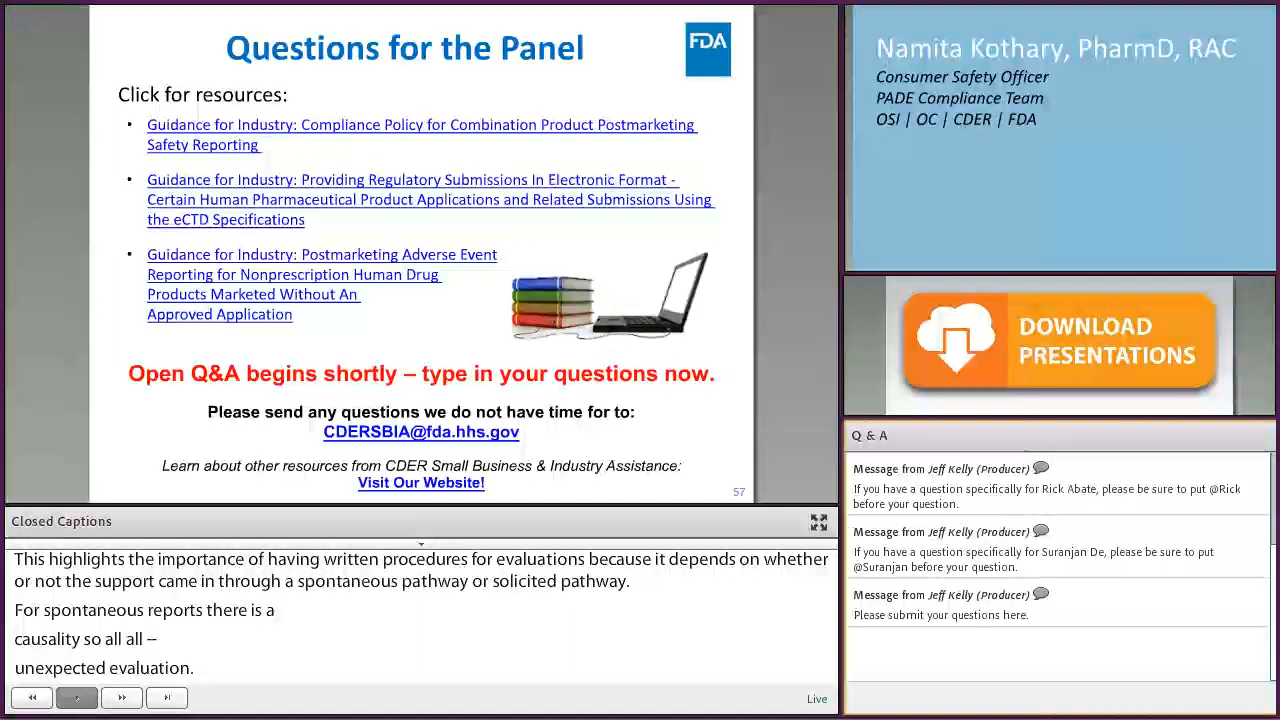 Questions for the Panel
FDA
Click for resources:
• Guidance for Industry: Compliance Policy for Combination Product Postmarketing
Safety Reporting
• Guidance for Industry: Providing Regulatory Submissions In Electronic Format -
Certain Human Pharmaceutical Product Applications and Related Submissions Using
the eCTD Specifications
• Guidance for Industry: Postmarketing Adverse Event
Reporting for Nonprescription Human Drug
Products Marketed Without An
Approved Application
Open Q&A begins shortly – type in your questions now.
Please send any questions we do not have time for to:
CDERSBIA@fda.hhs.gov
Learn about other resources from CDER Small Business & Industry Assistance:
Visit Our Website!
57
Closed Captions
This highlights the importance of having written procedures for evaluations because it depends on whether
or not the support came in through a spontaneous pathway or solicited pathway.
For spontaneous reports there is a
causality so all all --
unexpected evaluation.
Live
Namita Kothary, PharmD, RAC
Consumer Safety Officer
PADE Compliance Team
OSI | OC | CDER | FDA
DOWNLOAD
PRESENTATIONS
Q & A
Message from Jeff Kelly (Producer)
If you have a question specifically for Rick Abate, please be sure to put @Rick
before your question.
Message from Jeff Kelly (Producer)
If you have a question specifically for Suranjan De, please be sure to put
@Suranjan before your question.
Message from Jeff Kelly (Producer)
Please submit your questions here.